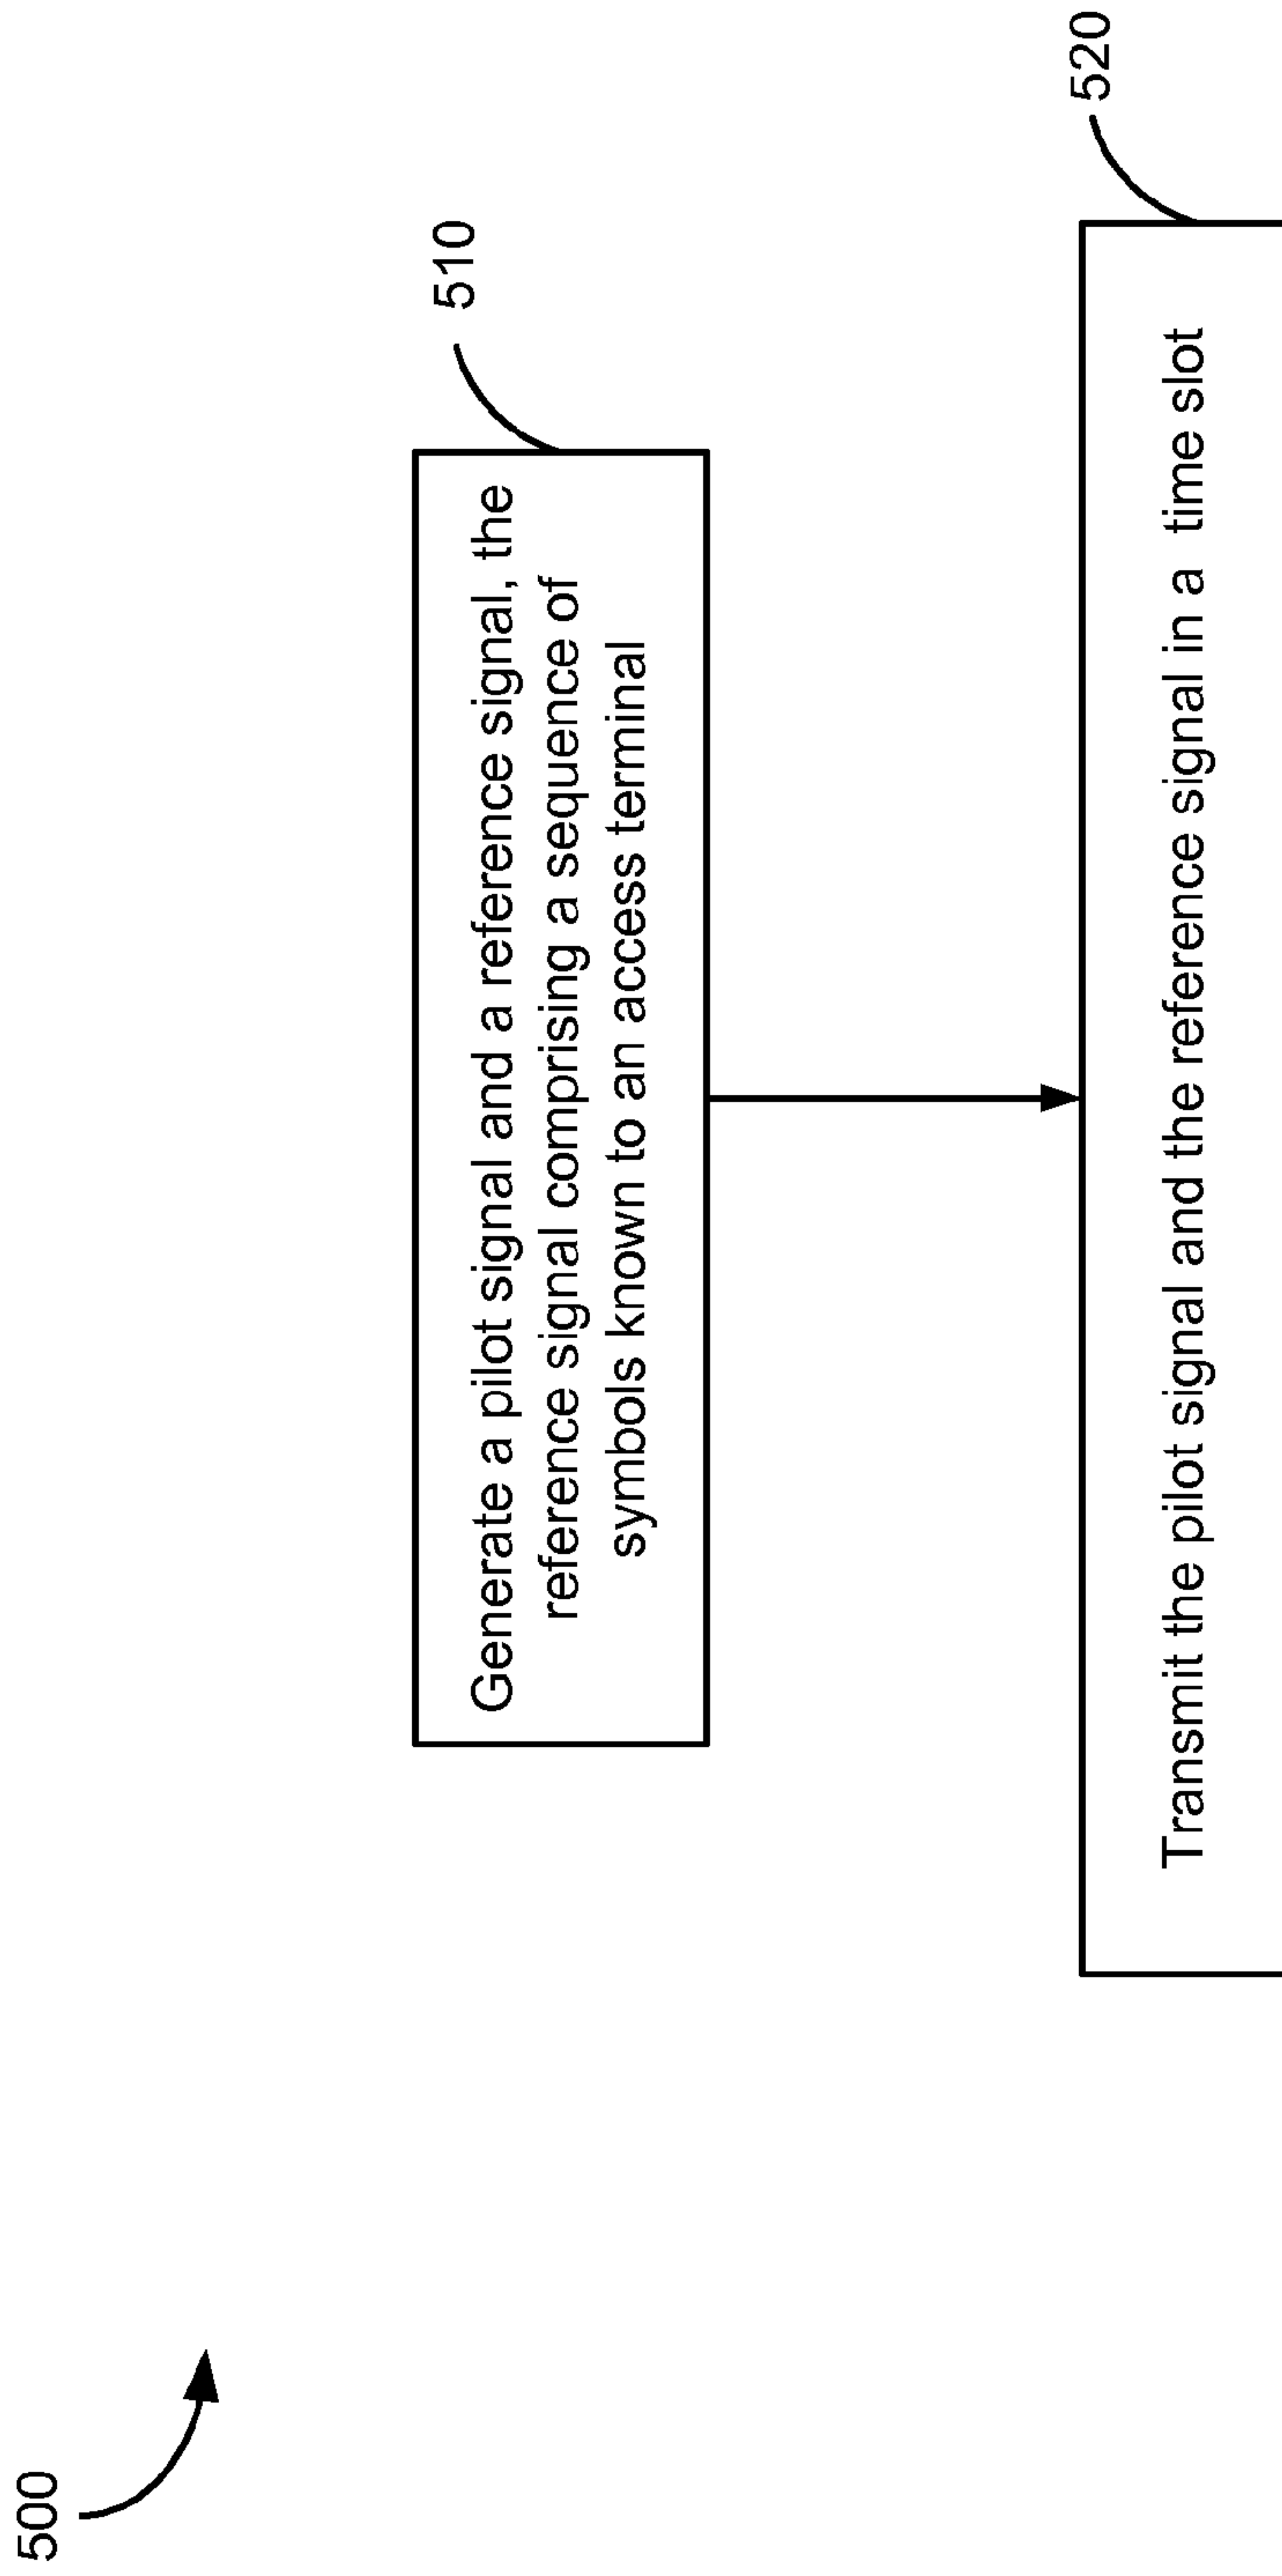 500
510
Generate a pilot signal and a reference signal, the
reference signal comprising a sequence of
symbols known to an access terminal
520
Transmit the pilot signal and the reference signal in a time slot